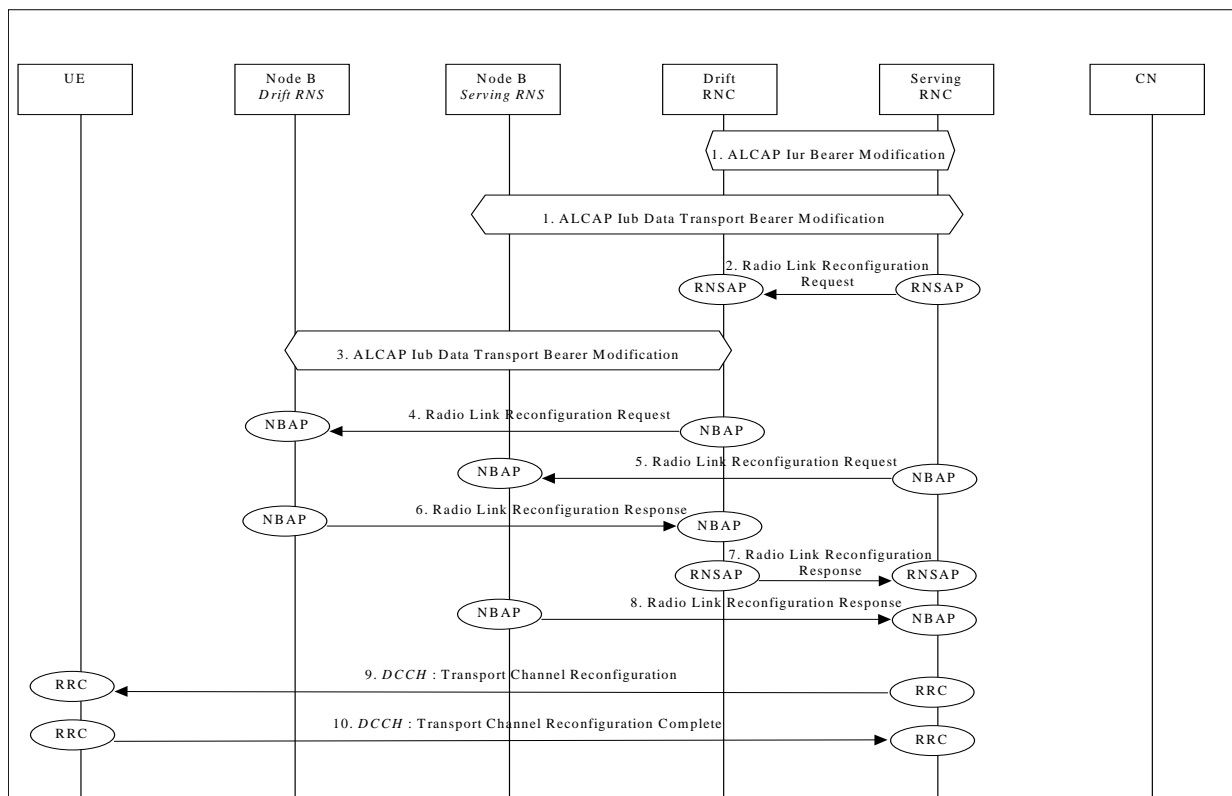 UE
Node B
Drift RNS
Node B
Serving RNS
Drift
RNC
Serving
RNC
CN
1. ALCAP Iur Bearer Modification
1. ALCAP Iub Data Transport Bearer Modification
2. Radio Link Reconfiguration
Request
RNSAP
RNSAP
3. ALCAP Iub Data Transport Bearer Modification
4. Radio Link Reconfiguration Request
NBAP
NBAP
5. Radio Link Reconfiguration Request
NBAP
NBAP
6. Radio Link Reconfiguration Response
NBAP
NBAP
7. Radio Link Reconfiguration
Response
RNSAP
RNSAP
8. Radio Link Reconfiguration Response
NBAP
NBAP
9. DCCH : Transport Channel Reconfiguration
RRC
RRC
10. DCCH : Transport Channel Reconfiguration Complete
RRC
RRC